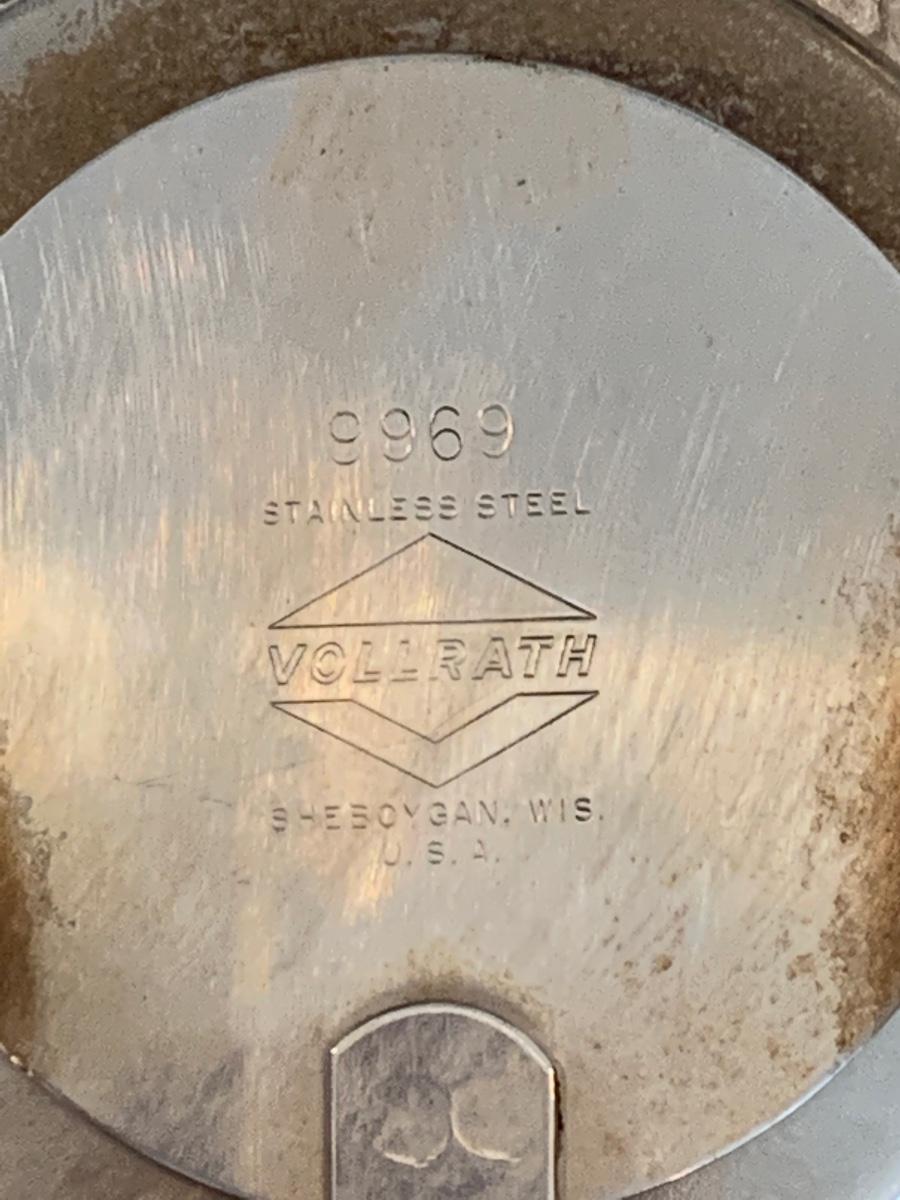 9969
STAINLESS STEEL
VOLLRATH
SHEBOYGAN, WIS.
U.S.A.